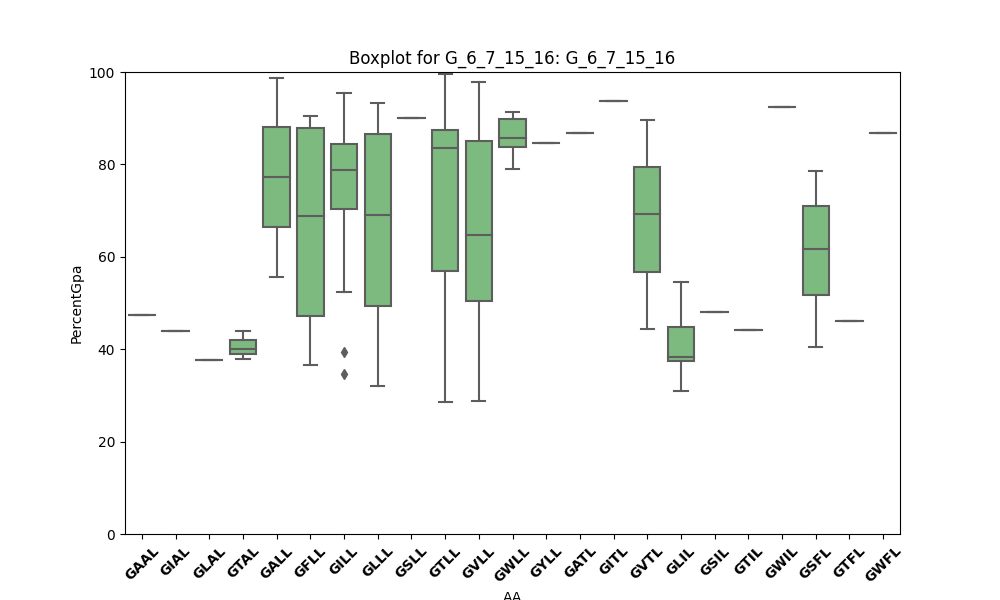 Boxplot for G_6_7_15_16: G_6_7_15_16
100
80
60
40
20
0
PercentGpa
GAAL GIAL GLAL GTAL GALL GFLL GILL GLLL GSLL GTLL GVLL GWLL GYLL GATL GITL GVTL GLIL GSIL GTIL GWIL GSFL GTFL GWFL
AA